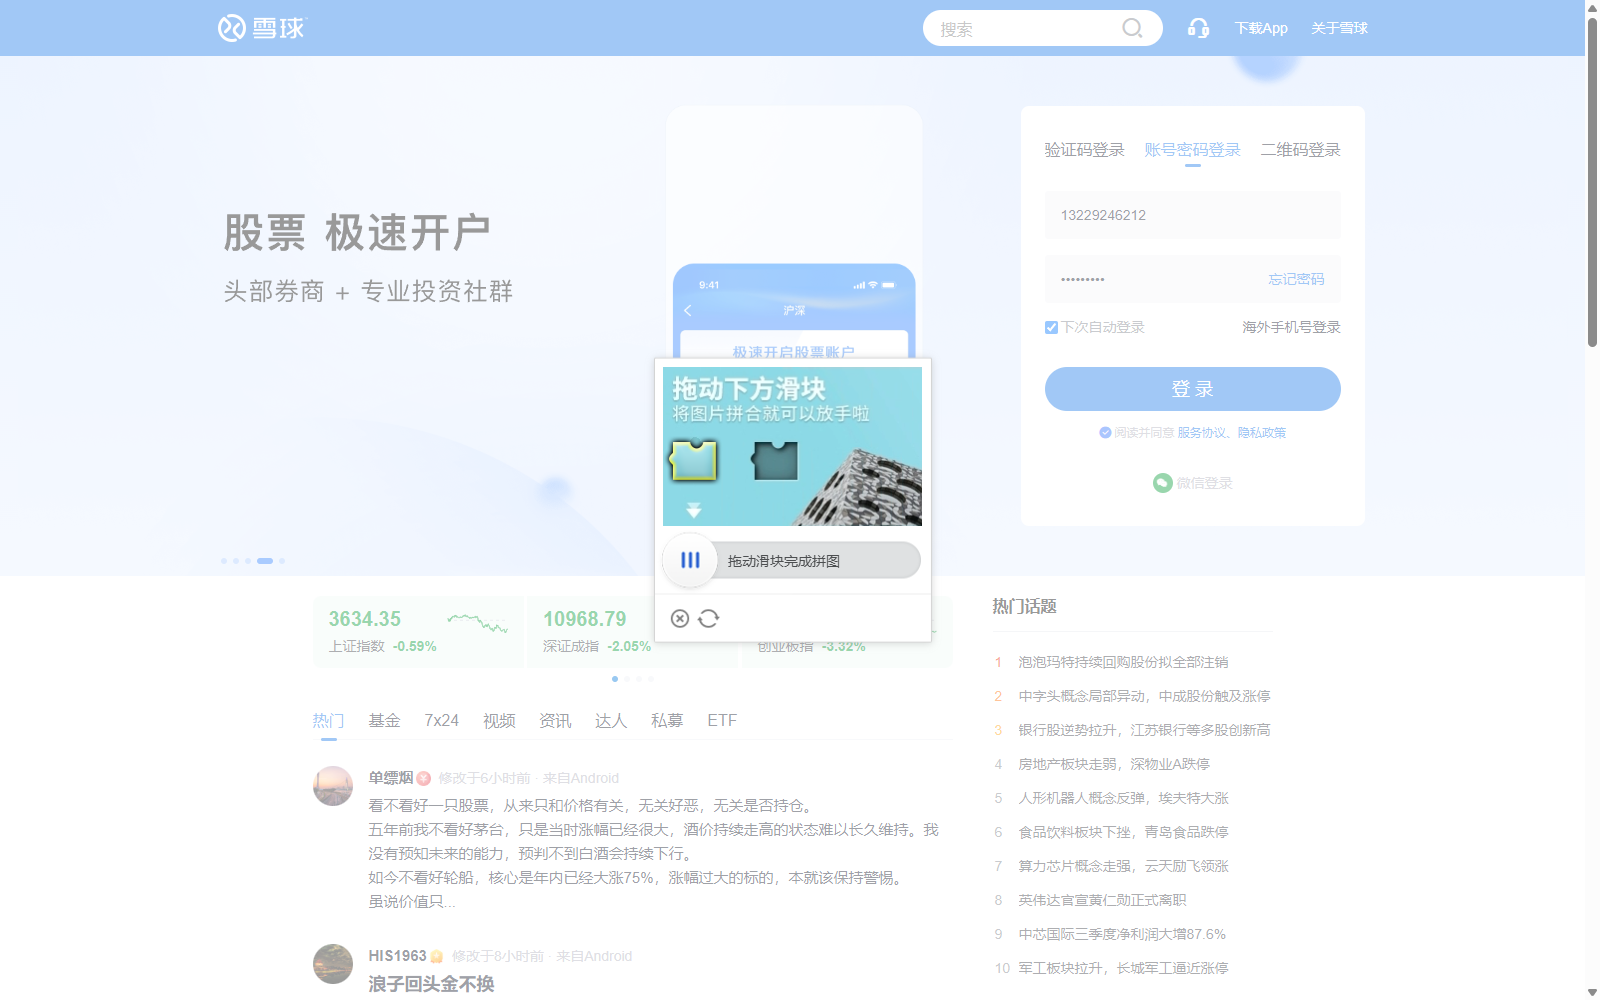 雪球
搜索
下载App
关于雪球
股票 极速开户
头部券商 + 专业投资社群
9:41
沪深
极速开启股票账户
验证码登录
账号密码登录
二维码登录
13229246212
•••••••••
忘记密码
下次自动登录
海外手机号登录
登 录
阅读并同意 服务协议、隐私政策
微信登录
拖动下方滑块
将图片拼合就可以放手啦
拖动滑块完成拼图
3634.35
上证指数 -0.59%
10968.79
深证成指 -2.05%
创业板指 -3.32%
热门
基金
7x24
视频
资讯
达人
私募
ETF
单缥烟
修改于6小时前 · 来自Android
看不看好一只股票，从来只和价格有关，无关好恶，无关是否持仓。
五年前我不看好茅台，只是当时涨幅已经很大，酒价持续走高的状态难以长久维持。我
没有预知未来的能力，预判不到白酒会持续下行。
如今不看好轮船，核心是年内已经大涨75%，涨幅过大的标的，本就该保持警惕。
虽说价值只...
HIS1963
修改于8小时前 · 来自Android
浪子回头金不换
热门话题
1 泡泡玛特持续回购股份拟全部注销
2 中字头概念局部异动，中成股份触及涨停
3 银行股逆势拉升，江苏银行等多股创新高
4 房地产板块走弱，深物业A跌停
5 人形机器人概念反弹，埃夫特大涨
6 食品饮料板块下挫，青岛食品跌停
7 算力芯片概念走强，云天励飞领涨
8 英伟达官宣黄仁勋正式离职
9 中芯国际三季度净利润大增87.6%
10 军工板块拉升，长城军工逼近涨停